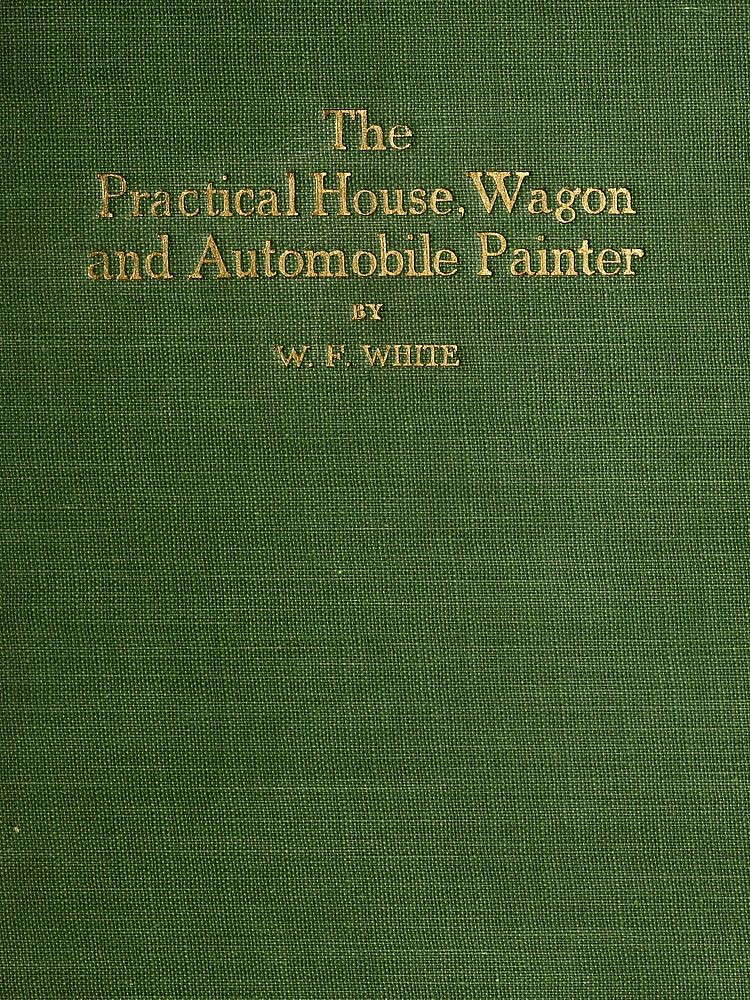 The
Practical House, Wagon
and Automobile Painter
BY
W. F. WHITE